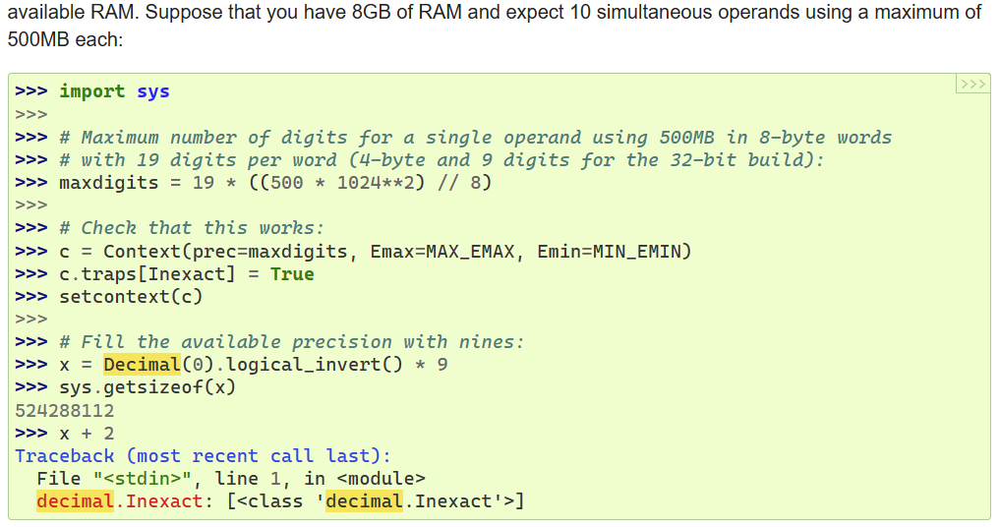 available RAM. Suppose that you have 8GB of RAM and expect 10 simultaneous operands using a maximum of
500MB each:
>>>
>>> import sys
>>>
>>> # Maximum number of digits for a single operand using 500MB in 8-byte words
>>> # with 19 digits per word (4-byte and 9 digits for the 32-bit build):
>>> maxdigits = 19 * ((500 * 1024**2) // 8)
>>>
>>> # Check that this works:
>>> c = Context(prec=maxdigits, Emax=MAX_EMAX, Emin=MIN_EMIN)
>>> c.traps[Inexact] = True
>>> setcontext(c)
>>>
>>> # Fill the available precision with nines:
>>> x = Decimal(0).logical_invert() * 9
>>> sys.getsizeof(x)
524288112
>>> x + 2
Traceback (most recent call last):
  File "<stdin>", line 1, in <module>
  decimal.Inexact: [<class 'decimal.Inexact'>]